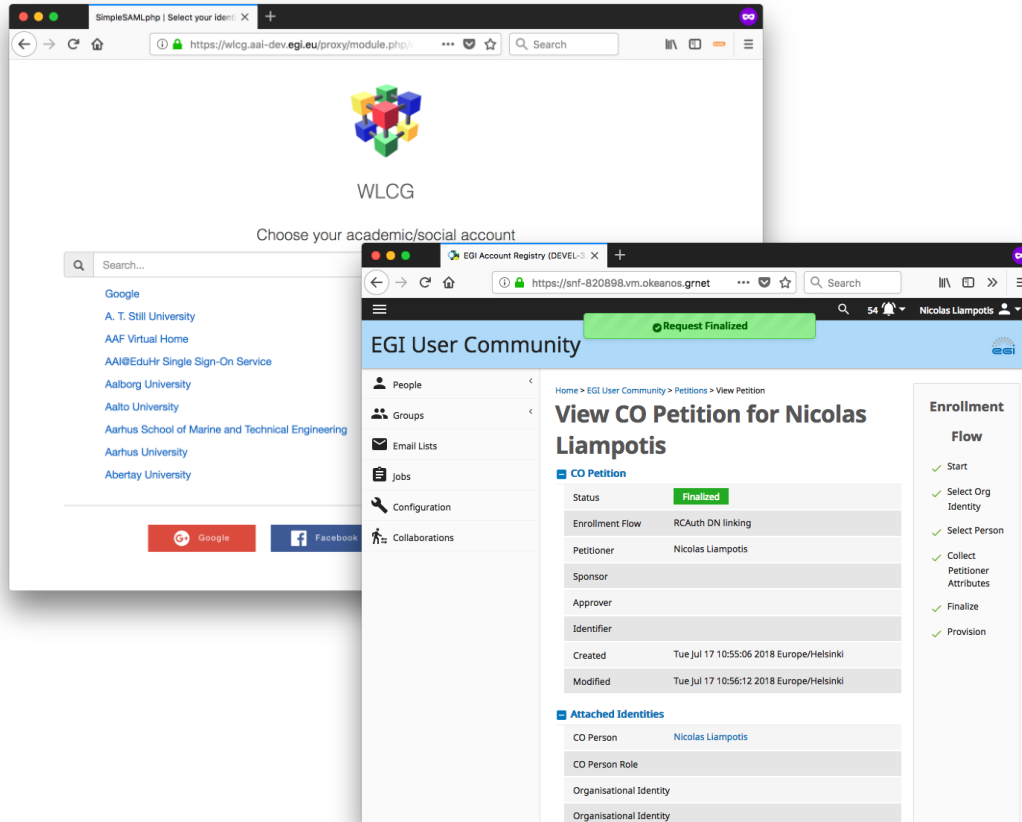 SimpleSAMLphp | Select your identi
https://wlcg.aai-dev.egi.eu/proxy/module.php/
Search
WLCG
Choose your academic/social account
Search...
Google
A. T. Still University
AAF Virtual Home
AAI@EduHr Single Sign-On Service
Aalborg University
Aalto University
Aarhus School of Marine and Technical Engineering
Aarhus University
Abertay University
Google
Facebook
EGI Account Registry (DEVEL-3
https://snf-820898.vm.okeanos.grnet
Search
54
Nicolas Liampotis
Request Finalized
EGI User Community
egi
People
Groups
Email Lists
Jobs
Configuration
Collaborations
Home > EGI User Community > Petitions > View Petition
View CO Petition for Nicolas
Liampotis
CO Petition
Status Finalized
Enrollment Flow RCAuth DN linking
Petitioner Nicolas Liampotis
Sponsor
Approver
Identifier
Created Tue Jul 17 10:55:06 2018 Europe/Helsinki
Modified Tue Jul 17 10:56:12 2018 Europe/Helsinki
Attached Identities
CO Person Nicolas Liampotis
CO Person Role
Organisational Identity
Organisational Identity
Enrollment
Flow
Start
Select Org
Identity
Select Person
Collect
Petitioner
Attributes
Finalize
Provision